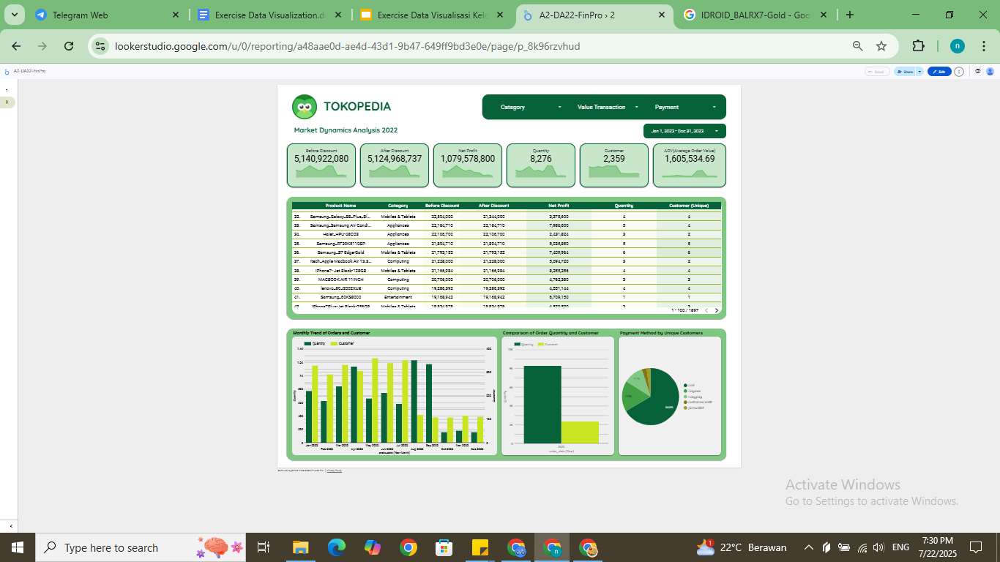 Telegram Web
Exercise Data Visualization.d
Exercise Data Visualisasi Kelo
A2-DA22-FinPro › 2
IDROID_BALRX7-Gold - Goo
lookerstudio.google.com/u/0/reporting/a48aae0d-ae4d-43d1-9b47-649ff9bd3e0e/page/p_8k96rzvhud
n
A2-DA22-FinPro
Reset
Share
Edit
TOKOPEDIA
Category
Value Transaction
Payment
Market Dynamics Analysis 2022
Jan 1, 2022 - Dec 31, 2022
Before Discount
5,140,922,080
After Discount
5,124,968,737
Net Profit
1,079,578,800
Quantity
8,276
Customer
2,359
AOV(Average Order Value)
1,605,534.69
Product Name Category Before Discount After Discount Net Profit Quantity Customer (Unique)
32. Samsung_Galaxy_S8_Plus_Bl... Mobiles & Tablets 22,504,000 21,344,000 3,375,600 4 4
33. Samsung_Samsung Air Condi... Appliances 22,184,710 22,184,710 7,986,600 5 4
34. Haier_HPU-48CO3 Appliances 22,106,700 22,106,700 2,431,824 3 2
35. Samsung_RT39K5110SP Appliances 21,894,710 21,894,710 5,035,850 5 5
36. Samsung_S7 Edge-Gold Mobiles & Tablets 21,793,152 21,793,152 7,409,964 6 6
37. Itech_Apple Macbook Air 13.3... Computing 21,228,000 21,228,000 5,094,720 3 2
38. iPhone7- Jet Black-128GB Mobiles & Tablets 21,166,984 21,166,984 8,255,256 4 4
39. MACBOOK AIR 11INCH Computing 20,706,000 20,706,000 4,762,380 3 3
40. lenovo_80J2002XUE Computing 19,286,392 19,286,392 4,551,144 4 4
41. Samsung_60KS8000 Entertainment 19,168,942 19,168,942 6,709,150 1 1
1 - 100 / 1897
Monthly Trend of Orders and Customer
Quantity
Customer
1.4K
1.2K
1K
800
600
400
200
0
Quantity
400
300
200
100
0
Customer
Jan 2022
Feb 2022
Mar 2022
Apr 2022
May 2022
Jun 2022
Jul 2022
Aug 2022
Sep 2022
Oct 2022
Nov 2022
Dec 2022
order_date (Year Month)
Comparison of Order Quantity and Customer
Quantity
Customer
10K
8K
6K
4K
2K
0
Quantity
2022
order_date (Year)
Payment Method by Unique Customers
cod
Payaxis
Easypay
customercredit
jazzwallet
Privacy Policy
Activate Windows
Go to Settings to activate Windows.
Type here to search
1
22°C Berawan
ENG
7:30 PM
7/22/2025